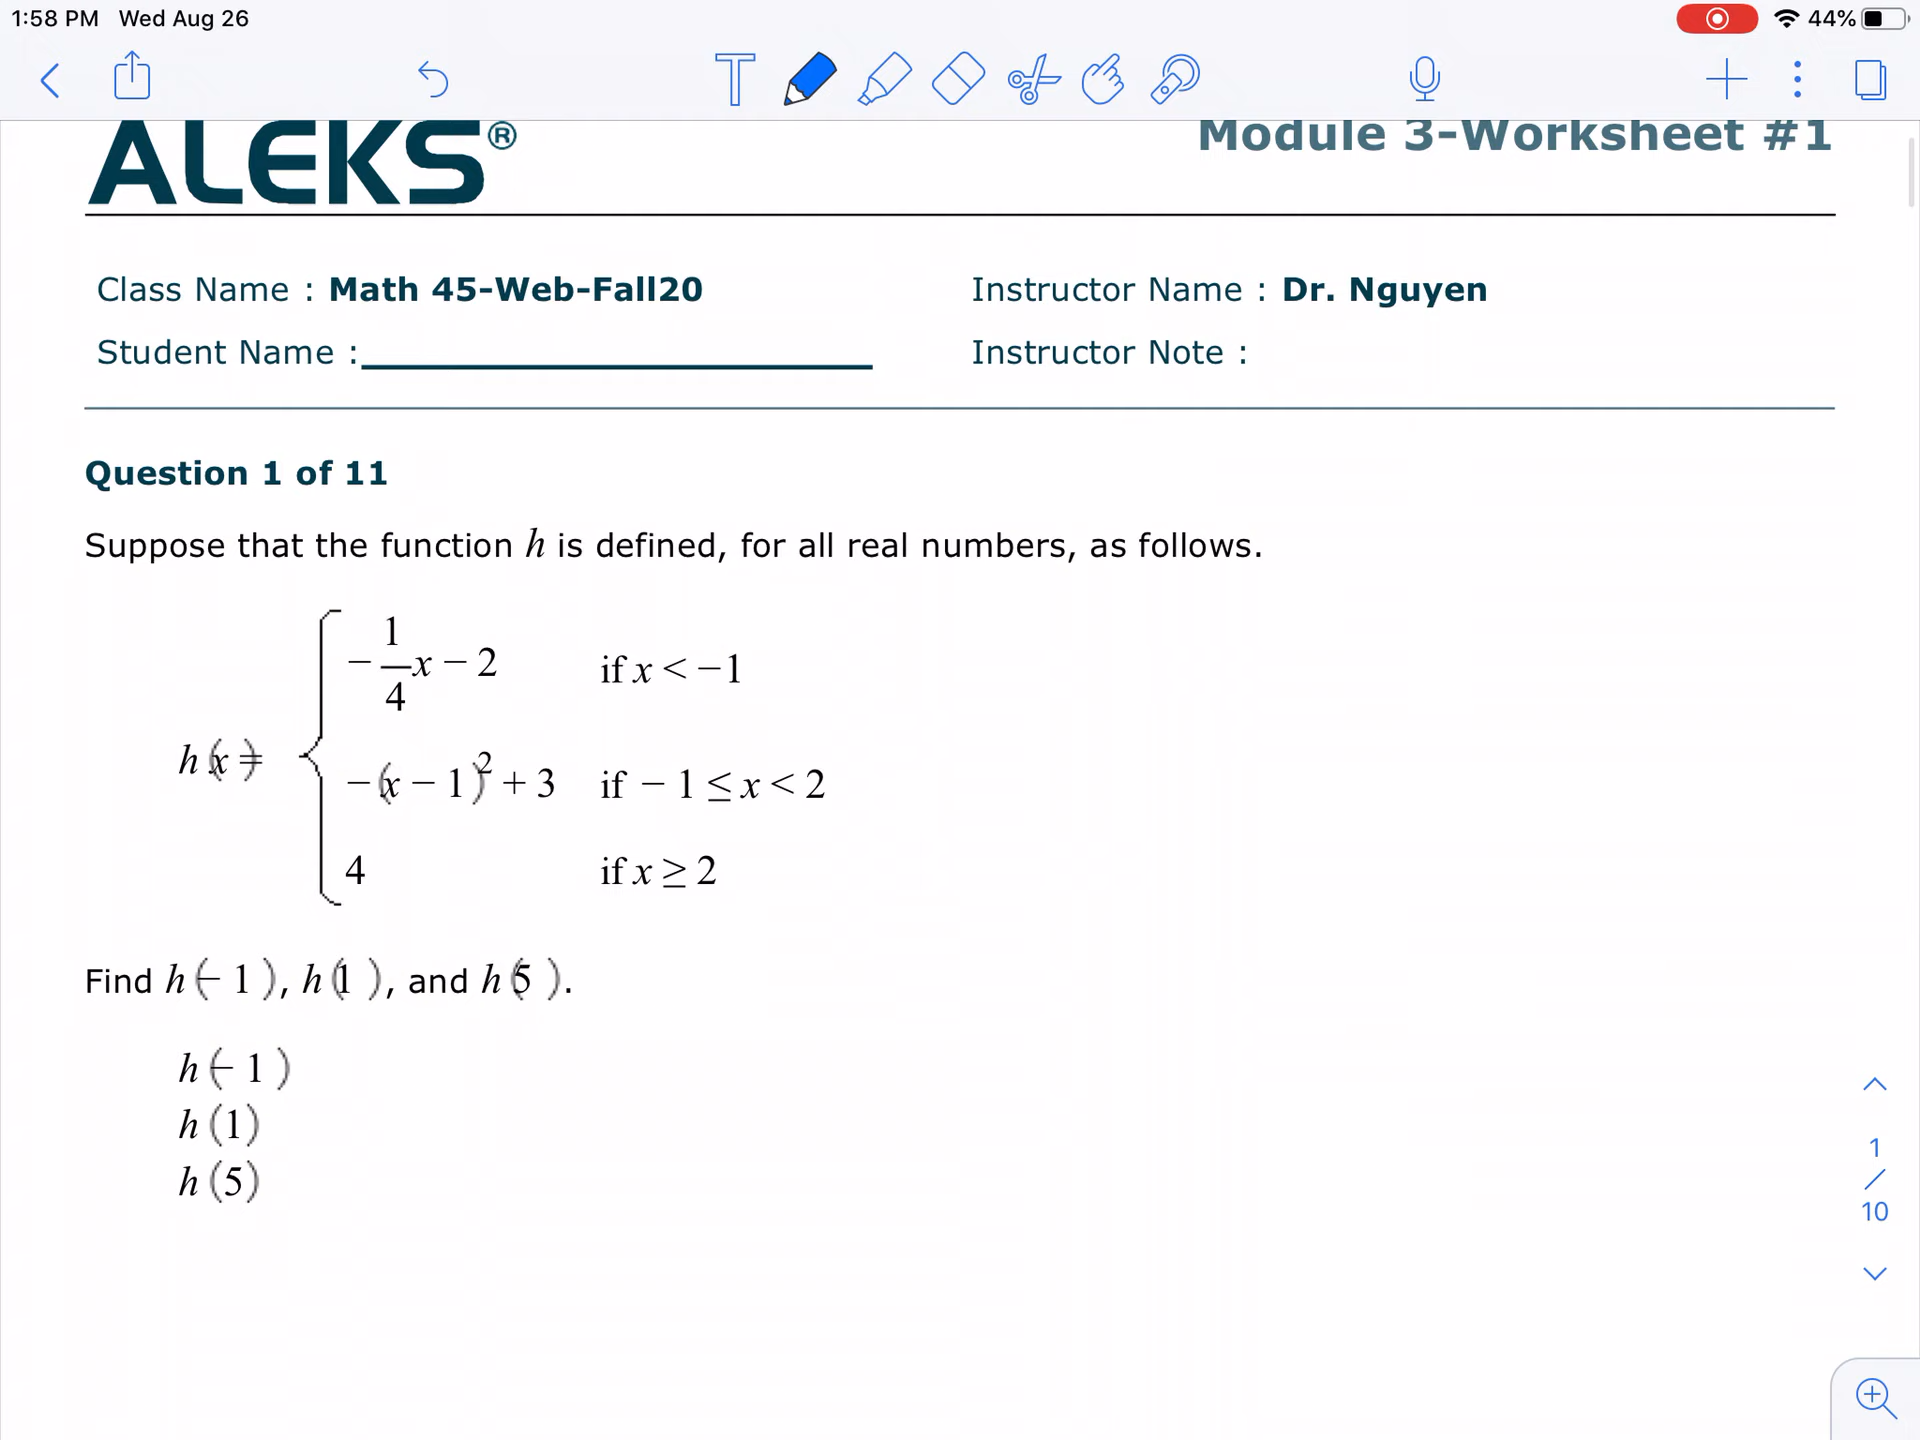 1:58 PM Wed Aug 26 44%
T
ALEKS® Module 3-Worksheet #1
Class Name : Math 45-Web-Fall20 Instructor Name : Dr. Nguyen
Student Name : Instructor Note :
Question 1 of 11
Suppose that the function h is defined, for all real numbers, as follows.
h(x)= { -1/4 x - 2 if x < -1
-(x - 1)² + 3 if - 1 ≤ x < 2
4 if x ≥ 2
Find h(- 1 ), h(1 ), and h(5 ).
h(- 1 )
h (1)
h (5)
1
/
10